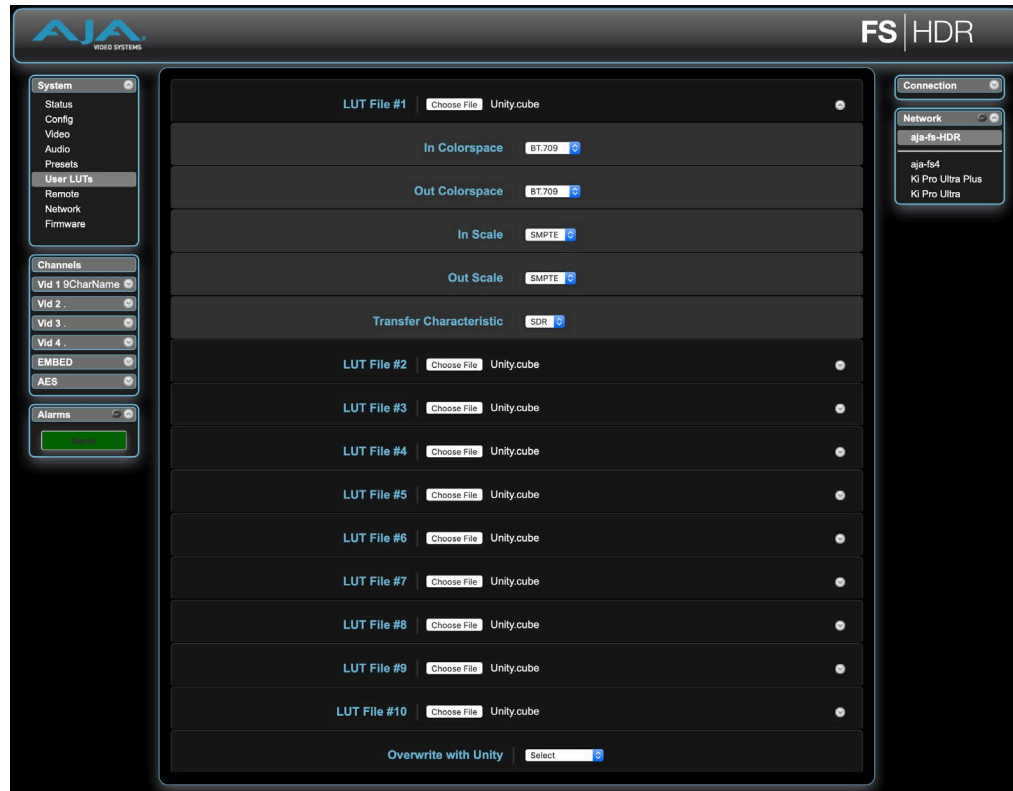 AJA
VIDEO SYSTEMS
FS HDR
System
Status
Config
Video
Audio
Presets
User LUTs
Remote
Network
Firmware
Channels
Vid 1 9CharName
Vid 2 .
Vid 3 .
Vid 4 .
EMBED
AES
Alarms
None
LUT File #1 Choose File Unity.cube
In Colorspace BT.709
Out Colorspace BT.709
In Scale SMPTE
Out Scale SMPTE
Transfer Characteristic SDR
LUT File #2 Choose File Unity.cube
LUT File #3 Choose File Unity.cube
LUT File #4 Choose File Unity.cube
LUT File #5 Choose File Unity.cube
LUT File #6 Choose File Unity.cube
LUT File #7 Choose File Unity.cube
LUT File #8 Choose File Unity.cube
LUT File #9 Choose File Unity.cube
LUT File #10 Choose File Unity.cube
Overwrite with Unity Select
Connection
Network
aja-fs-HDR
aja-fs4
Ki Pro Ultra Plus
Ki Pro Ultra